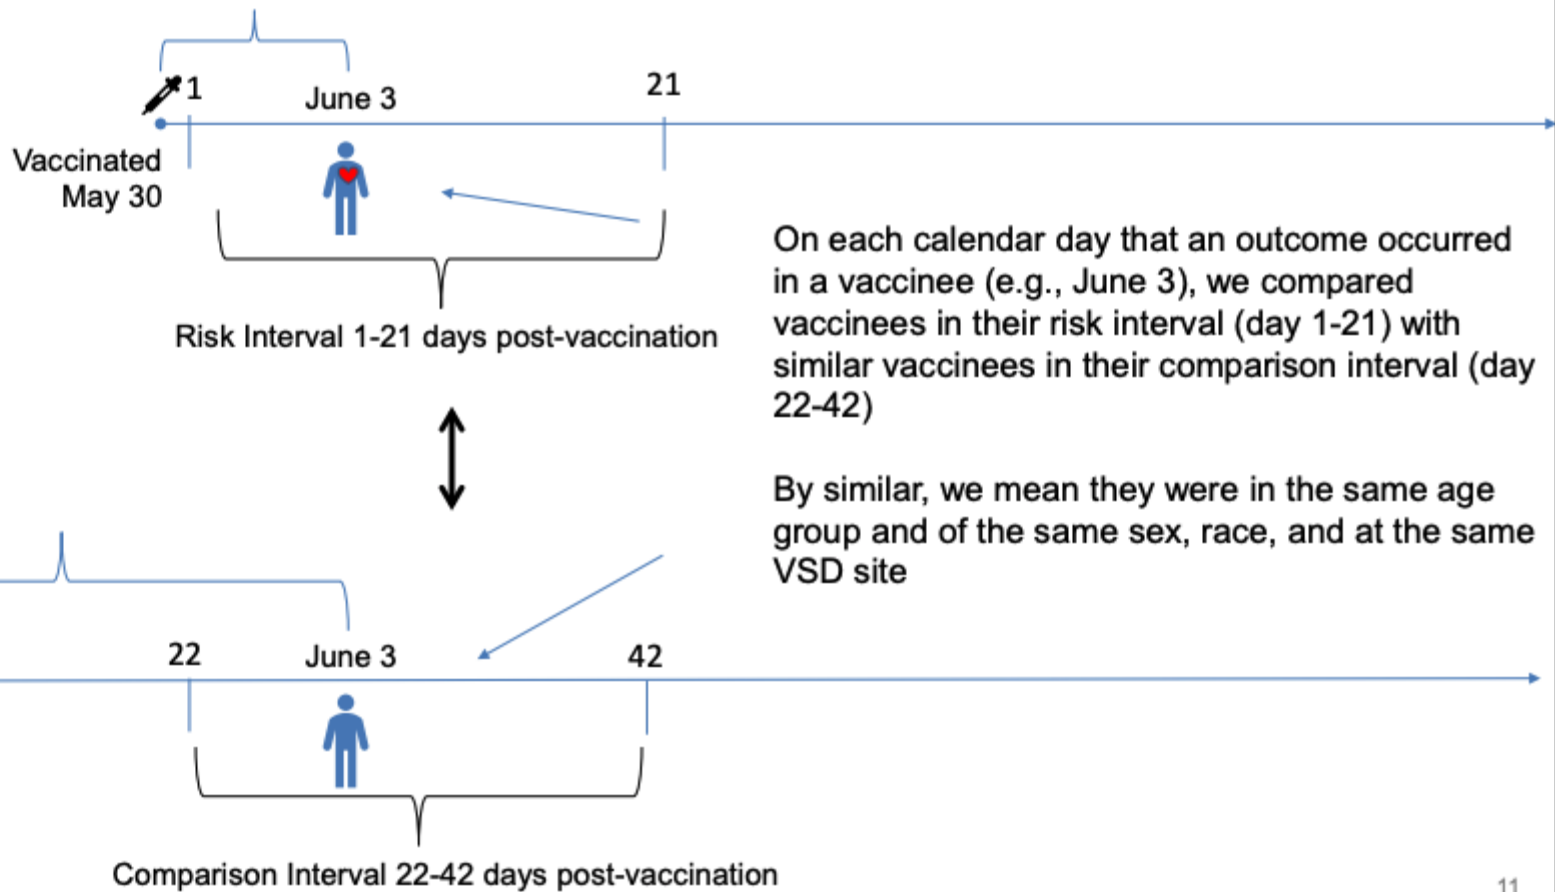 1
June 3
21
Vaccinated
May 30
Risk Interval 1-21 days post-vaccination
On each calendar day that an outcome occurred
in a vaccinee (e.g., June 3), we compared
vaccinees in their risk interval (day 1-21) with
similar vaccinees in their comparison interval (day
22-42)
By similar, we mean they were in the same age
group and of the same sex, race, and at the same
VSD site
22
June 3
42
Comparison Interval 22-42 days post-vaccination
11